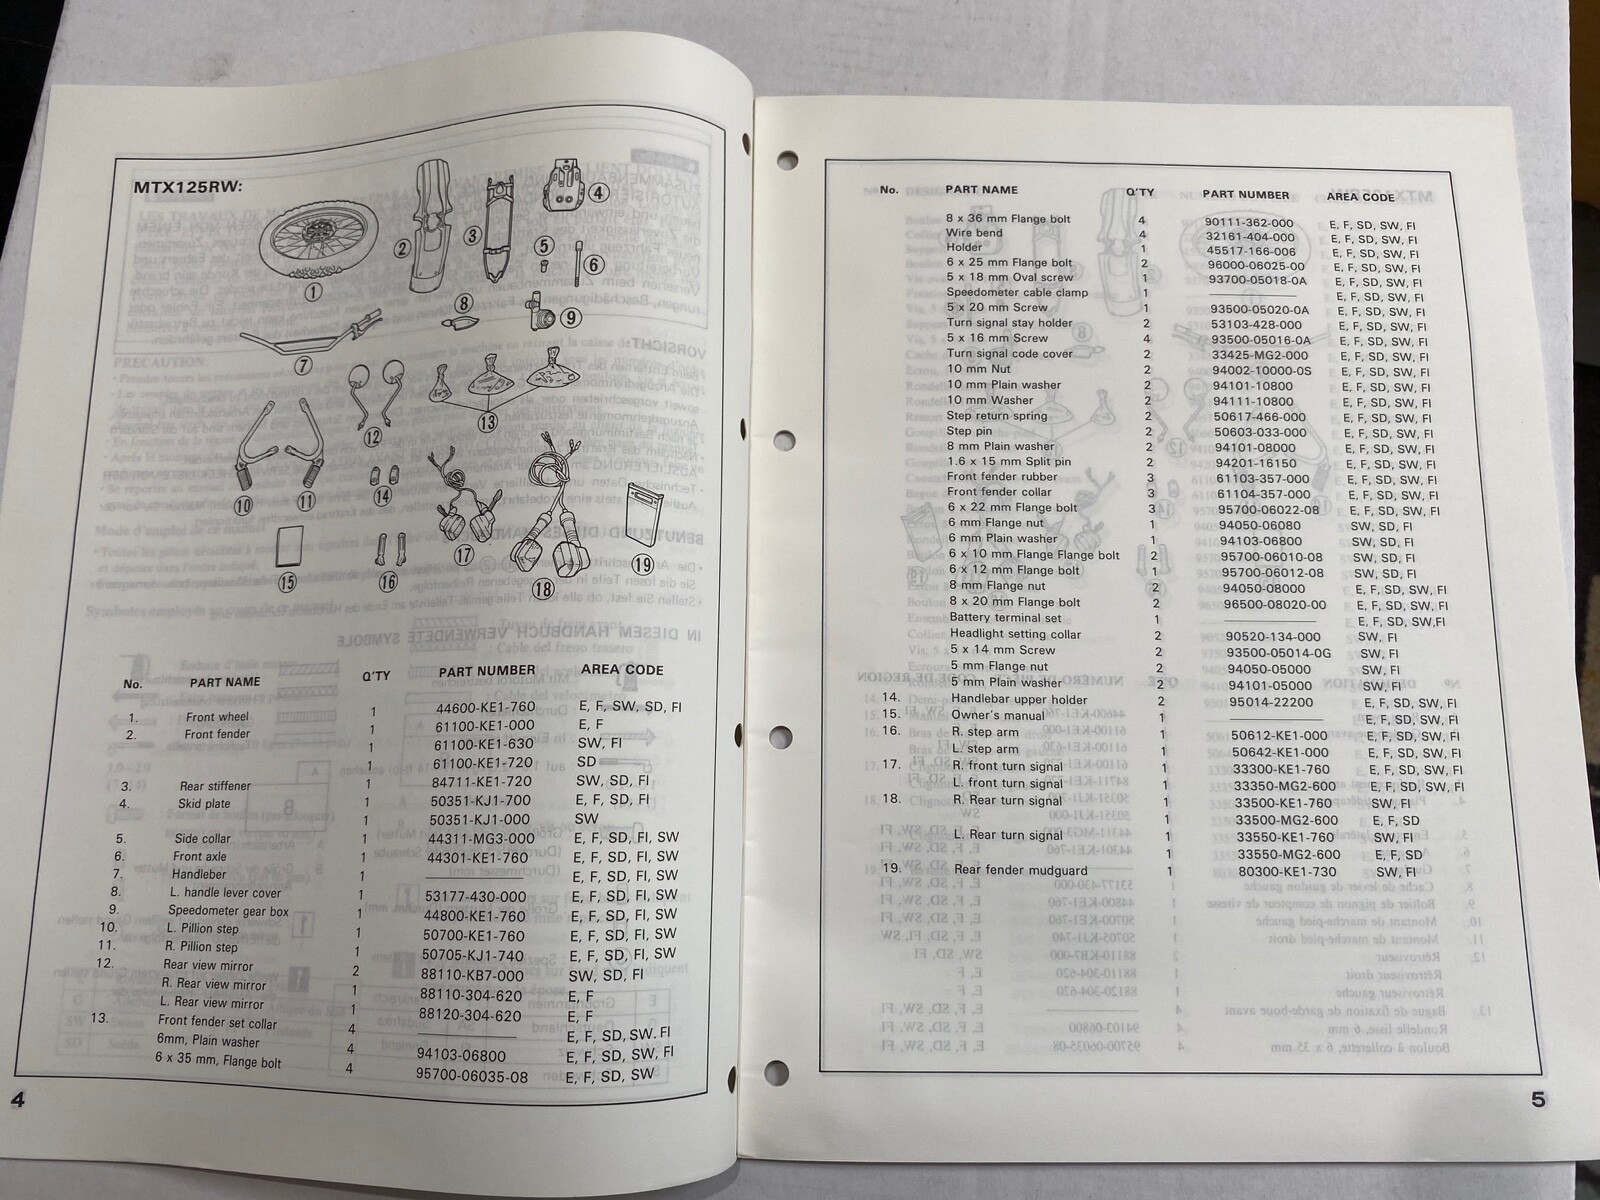 MTX125RW:
4
3
2
5
6
1
8
9
7
12
13
10
11
14
15
16
17
18
19
No. PART NAME Q'TY PART NUMBER AREA CODE
1. Front wheel 1 44600-KE1-760 E, F, SW, SD, FI
2. Front fender 1 61100-KE1-000 E, F
1 61100-KE1-630 SW, FI
1 61100-KE1-720 SD
3. Rear stiffener 1 84711-KE1-720 SW, SD, FI
4. Skid plate 1 50351-KJ1-700 E, F, SD, FI
1 50351-KJ1-000 SW
5. Side collar 1 44311-MG3-000 E, F, SD, FI, SW
6. Front axle 1 44301-KE1-760 E, F, SD, FI, SW
7. Handleber 1 E, F, SD, FI, SW
8. L. handle lever cover 1 53177-430-000 E, F, SD, FI, SW
9. Speedometer gear box 1 44800-KE1-760 E, F, SD, FI, SW
10. L. Pillion step 1 50700-KE1-760 E, F, SD, FI, SW
11. R. Pillion step 1 50705-KJ1-740 E, F, SD, FI, SW
12. Rear view mirror 2 88110-KB7-000 SW, SD, FI
R. Rear view mirror 1 88110-304-620 E, F
L. Rear view mirror 1 88120-304-620 E, F
13. Front fender set collar 4 E, F, SD, SW. FI
6mm, Plain washer 4 94103-06800 E, F, SD, SW, FI
6 x 35 mm, Flange bolt 4 95700-06035-08 E, F, SD, SW
4
No. PART NAME Q'TY PART NUMBER AREA CODE
8 x 36 mm Flange bolt 4 90111-362-000 E, F, SD, SW, FI
Wire bend 4 32161-404-000 E, F, SD, SW, FI
Holder 1 45517-166-006 E, F, SD, SW, FI
6 x 25 mm Flange bolt 2 96000-06025-00 E, F, SD, SW, FI
5 x 18 mm Oval screw 1 93700-05018-0A E, F, SD, SW, FI
Speedometer cable clamp 1 E, F, SD, SW, FI
5 x 20 mm Screw 1 93500-05020-0A E, F, SD, SW, FI
Turn signal stay holder 2 53103-428-000 E, F, SD, SW, FI
5 x 16 mm Screw 4 93500-05016-0A E, F, SD, SW, FI
Turn signal code cover 2 33425-MG2-000 E, F, SD, SW, FI
10 mm Nut 2 94002-10000-0S E, F, SD, SW, FI
10 mm Plain washer 2 94101-10800 E, F, SD, SW, FI
10 mm Washer 2 94111-10800 E, F, SD, SW, FI
Step return spring 2 50617-466-000 E, F, SD, SW, FI
Step pin 2 50603-033-000 E, F, SD, SW, FI
8 mm Plain washer 2 94101-08000 E, F, SD, SW, FI
1.6 x 15 mm Split pin 2 94201-16150 E, F, SD, SW, FI
Front fender rubber 3 61103-357-000 E, F, SD, SW, FI
Front fender collar 3 61104-357-000 E, F, SD, SW, FI
6 x 22 mm Flange bolt 3 95700-06022-08 E, F, SD, SW, FI
6 mm Flange nut 1 94050-06080 SW, SD, FI
6 mm Plain washer 1 94103-06800 SW, SD, FI
6 x 10 mm Flange Flange bolt 2 95700-06010-08 SW, SD, FI
6 x 12 mm Flange bolt 1 95700-06012-08 SW, SD, FI
8 mm Flange nut 2 94050-08000 E, F, SD, SW, FI
8 x 20 mm Flange bolt 2 96500-08020-00 E, F, SD, SW, FI
Battery terminal set 1 E, F, SD, SW,FI
Headlight setting collar 2 90520-134-000 SW, FI
5 x 14 mm Screw 2 93500-05014-0G SW, FI
5 mm Flange nut 2 94050-05000 SW, FI
5 mm Plain washer 2 94101-05000 SW, FI
14. Handlebar upper holder 2 95014-22200 E, F, SD, SW, FI
15. Owner's manual 1 E, F, SD, SW, FI
16. R. step arm 1 50612-KE1-000 E, F, SD, SW, FI
L. step arm 1 50642-KE1-000 E, F, SD, SW, FI
17. R. front turn signal 1 33300-KE1-760 E, F, SD, SW, FI
L. front turn signal 1 33350-MG2-600 E, F, SD, SW, FI
18. R. Rear turn signal 1 33500-KE1-760 SW, FI
1 33500-MG2-600 E, F, SD
L. Rear turn signal 1 33550-KE1-760 SW, FI
1 33550-MG2-600 E, F, SD
19. Rear fender mudguard 1 80300-KE1-730 SW, FI
5